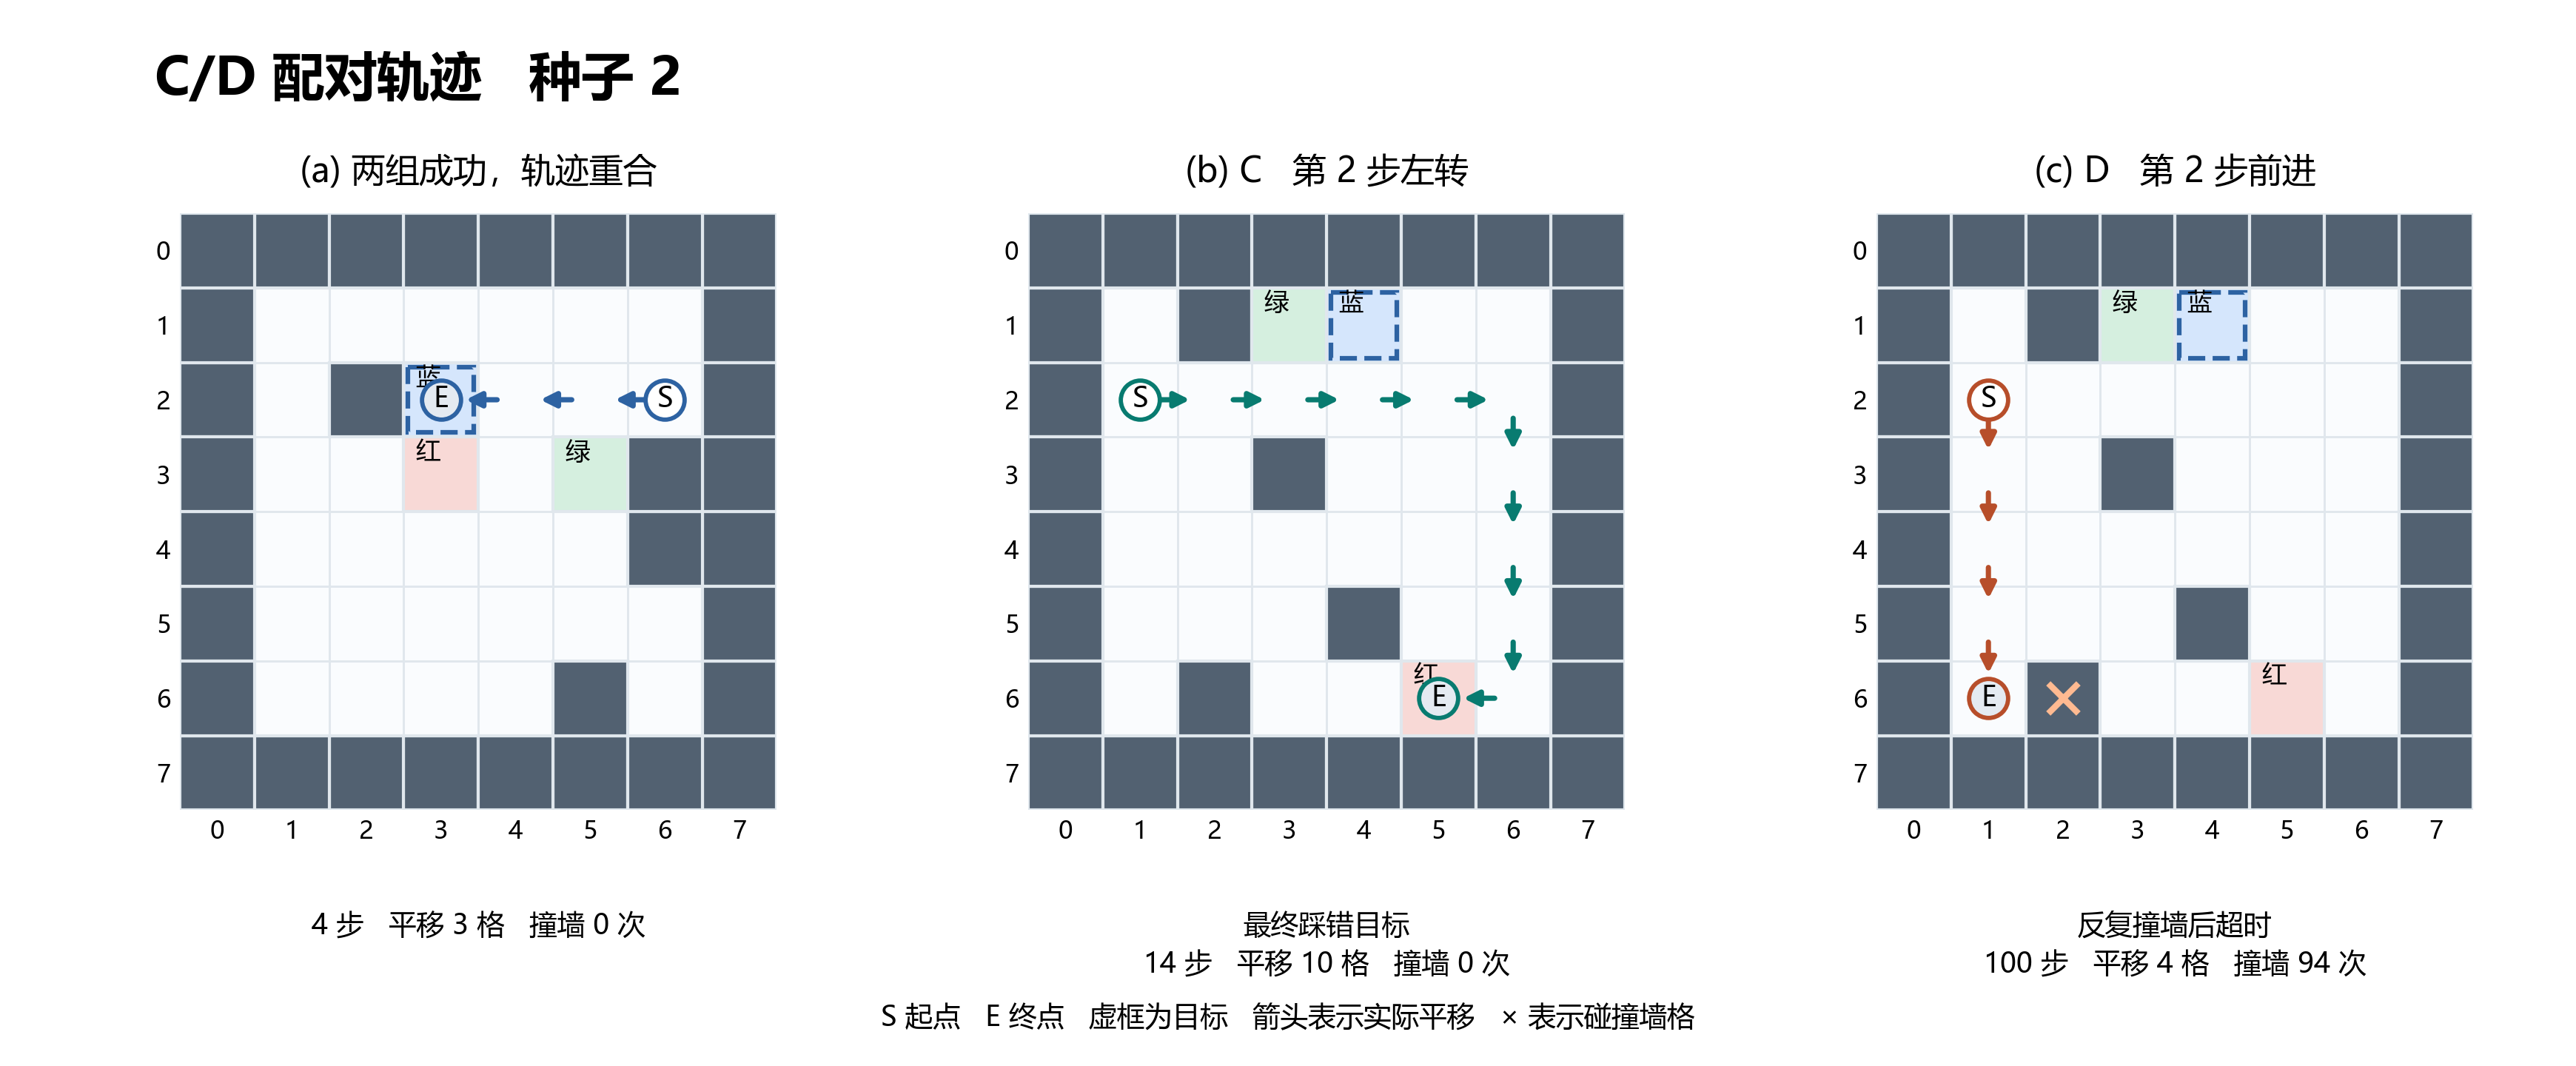 C/D 配对轨迹 种子 2
(a) 两组成功，轨迹重合
0
1
2 蓝 E S
3 红 绿
4
5
6
7
0 1 2 3 4 5 6 7
4 步 平移 3 格 撞墙 0 次
(b) C 第 2 步左转
0
1 绿 蓝
2 S
3
4
5
6 红 E
7
0 1 2 3 4 5 6 7
最终踩错目标
14 步 平移 10 格 撞墙 0 次
(c) D 第 2 步前进
0
1 绿 蓝
2 S
3
4
5
6 E × 红
7
0 1 2 3 4 5 6 7
反复撞墙后超时
100 步 平移 4 格 撞墙 94 次
S 起点 E 终点 虚框为目标 箭头表示实际平移 × 表示碰撞墙格